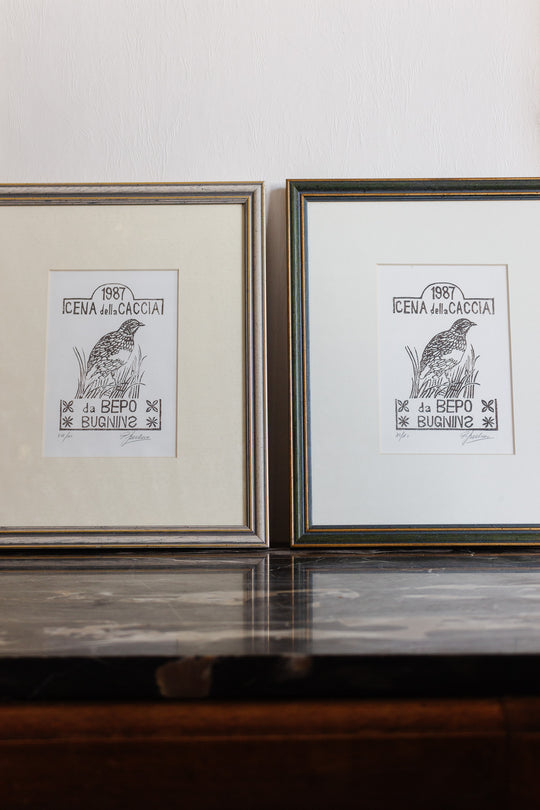 1987
CENA della CACCIA
da BEPO
BUGNINS
1987
CENA della CACCIA
da BEPO
BUGNINS